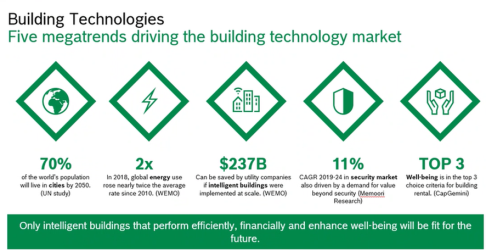 Building Technologies
Five megatrends driving the building technology market
70%
of the world's population
will live in cities by 2050.
(UN study)
2x
In 2018, global energy use
rose nearly twice the average
rate since 2010. (WEMO)
$237B
Can be saved by utility companies
if intelligent buildings were
implemented at scale. (WEMO)
11%
CAGR 2019-24 in security market
also driven by a demand for value
beyond security (Memoori
Research)
TOP 3
Well-being is in the top 3
choice criteria for building
rental. (CapGemini)
Only intelligent buildings that perform efficiently, financially and enhance well-being will be fit for the
future.